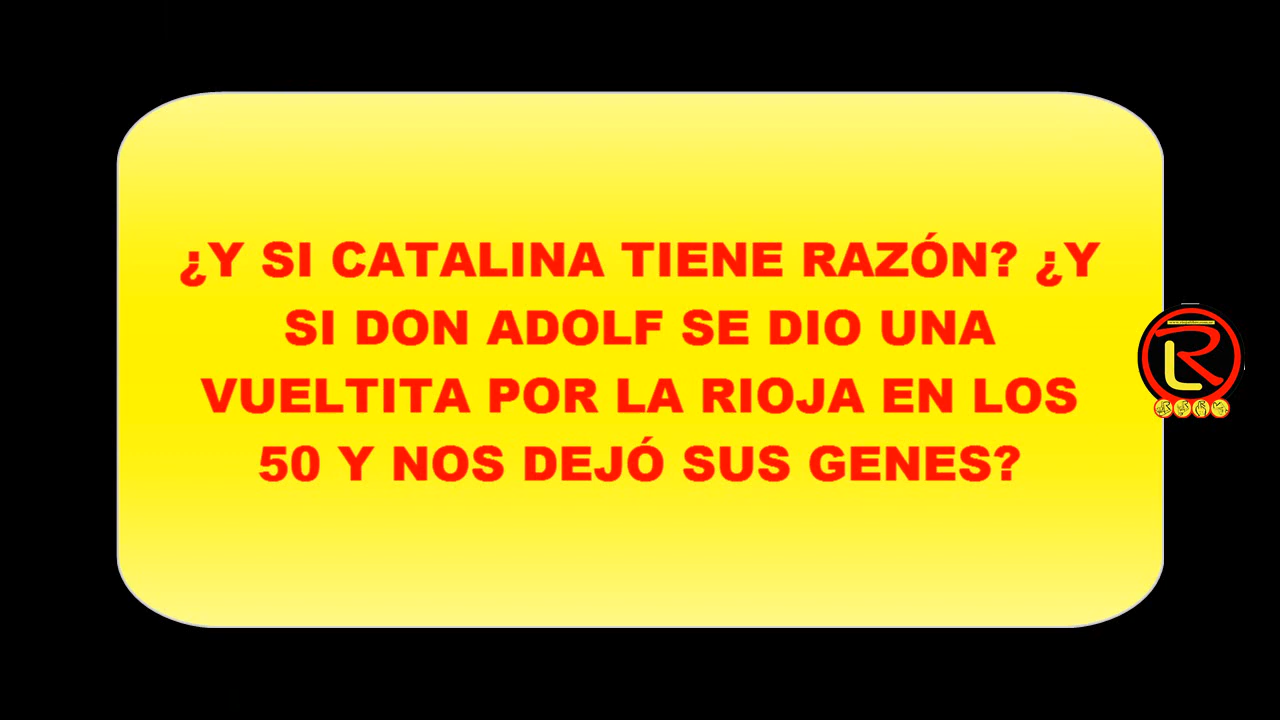 ¿Y SI CATALINA TIENE RAZÓN? ¿Y
SI DON ADOLF SE DIO UNA
VUELTITA POR LA RIOJA EN LOS
50 Y NOS DEJÓ SUS GENES?
LR